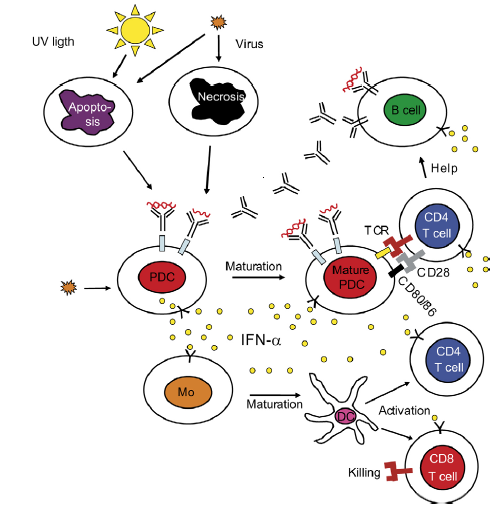 UV ligth
Virus
Apopto-
sis
Necrosis
B cell
Help
CD4
T cell
TCR
CD28
CD80/86
PDC
Maturation
Mature
PDC
IFN-α
Mo
Maturation
DC
Activation
CD4
T cell
Killing
CD8
T cell